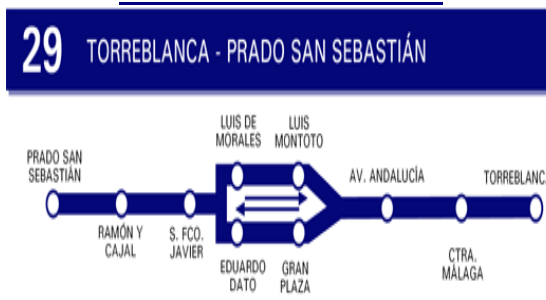 29 TORREBLANCA - PRADO SAN SEBASTIÁN
LUIS DE
MORALES
LUIS
MONTOTO
PRADO SAN
SEBASTIÁN
AV. ANDALUCÍA
TORREBLANC
RAMÓN Y
CAJAL
S. FCO.
JAVIER
EDUARDO
DATO
GRAN
PLAZA
CTRA.
MÁLAGA